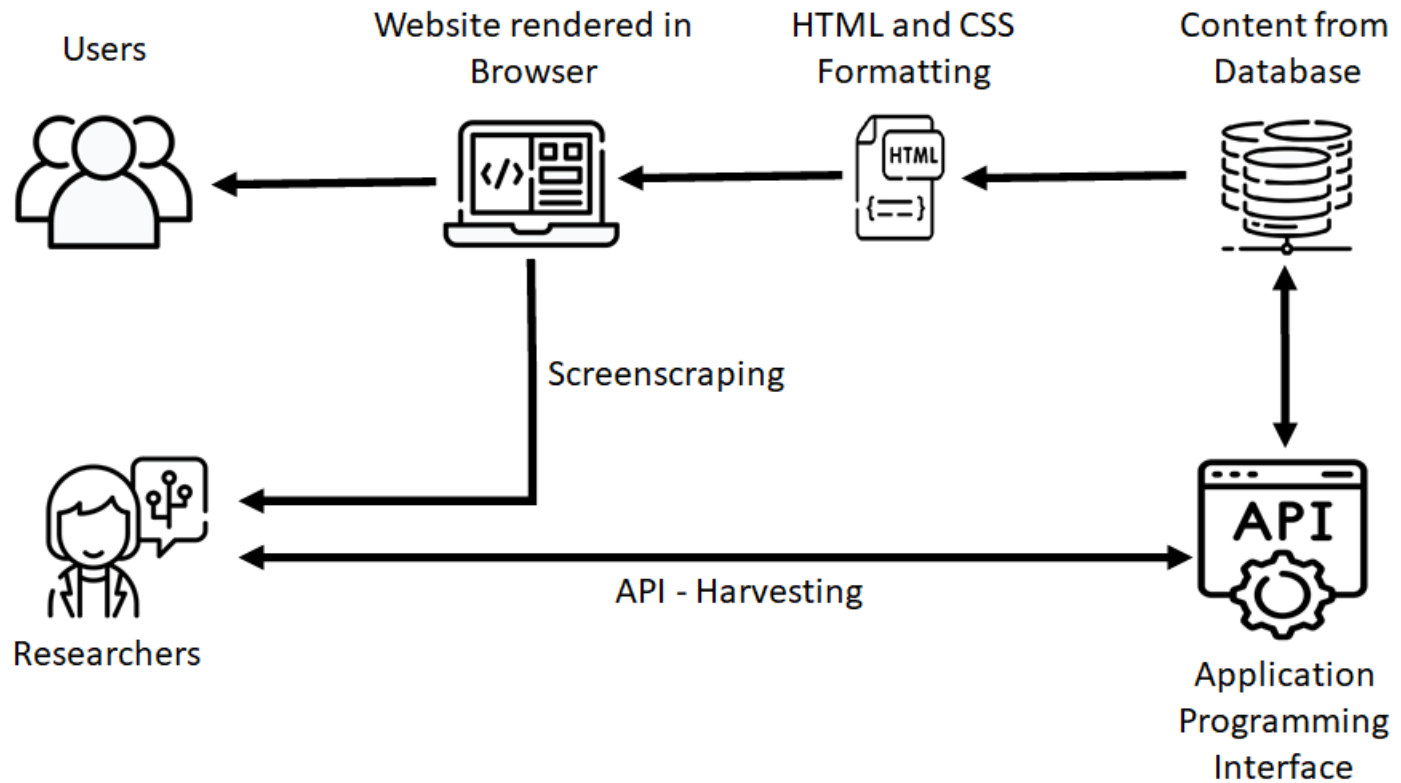 Users
Website rendered in
Browser
HTML and CSS
Formatting
Content from
Database
</>
HTML
{==}
Screenscraping
API
API - Harvesting
Researchers
Application
Programming
Interface